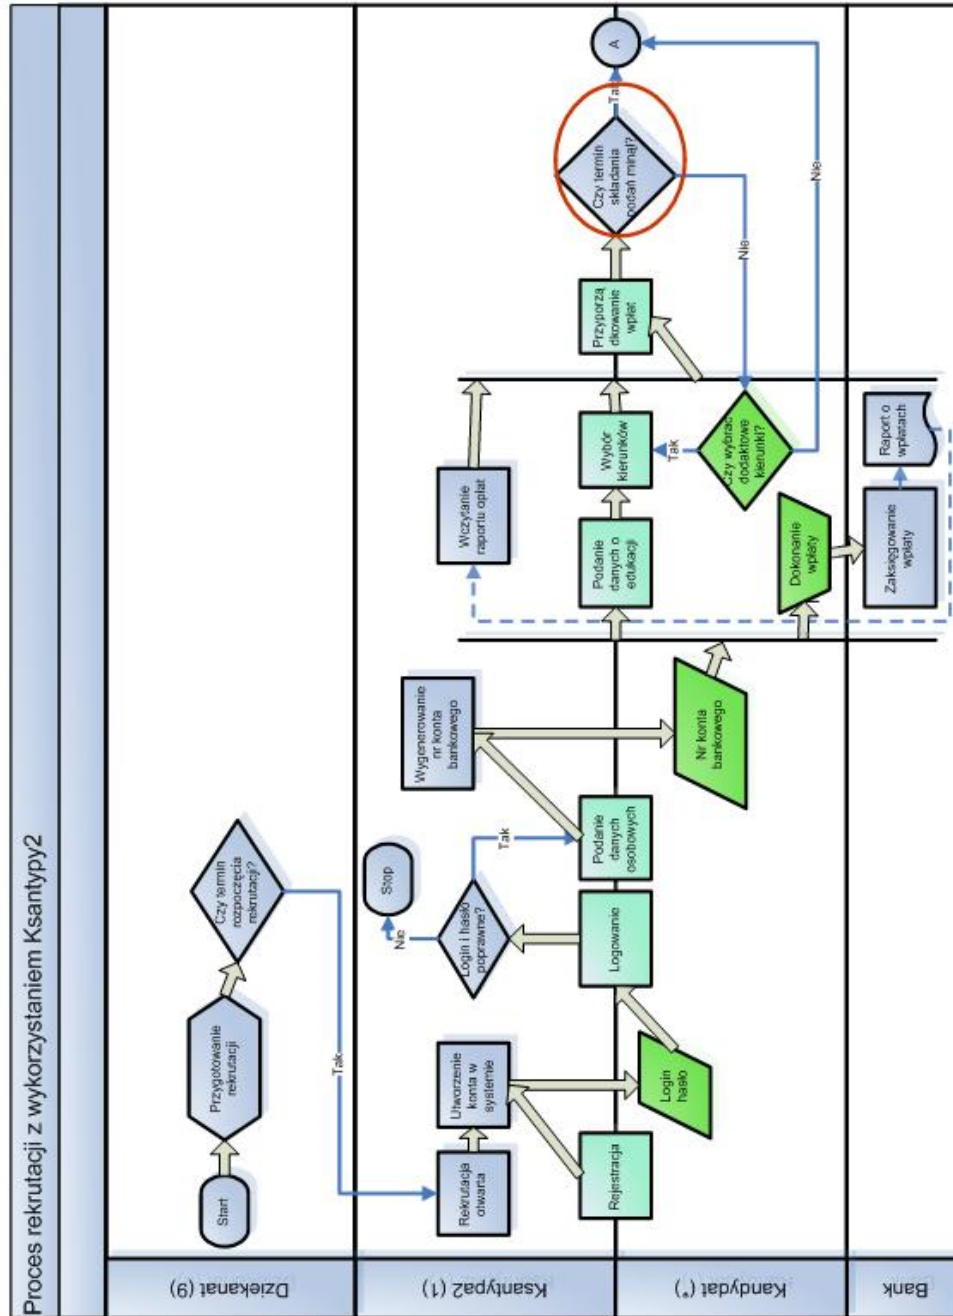 Proces rekrutacji z wykorzystaniem Ksantypy2
Dziekanat (9)
Start
Przygotowanie
rekrutacji
Czy termin
rozpoczęcia
rekrutacji?
Tak
Ksantypa2 (1)
Rekrutacja
otwarta
Utworzenie
konta w
systemie
Login i hasło
poprawne?
Nie
Stop
Tak
Wygenerowanie
nr konta
bankowego
Wczytanie
raportu opłat
Rejestracja
Logowanie
Podanie
danych
osobowych
Podanie
danych o
edukacji
Wybór
kierunków
Przyporzą
dkowanie
wpłat
Czy termin
składania
podań minął?
Tak
A
Kandydat (*)
Login
hasło
Nr konta
bankowego
Tak
Czy wybrać
dodaktowe
kierunki?
Nie
Nie
Dokonanie
wpłaty
Bank
Zaksięgowanie
wpłaty
Raport o
wpłatach